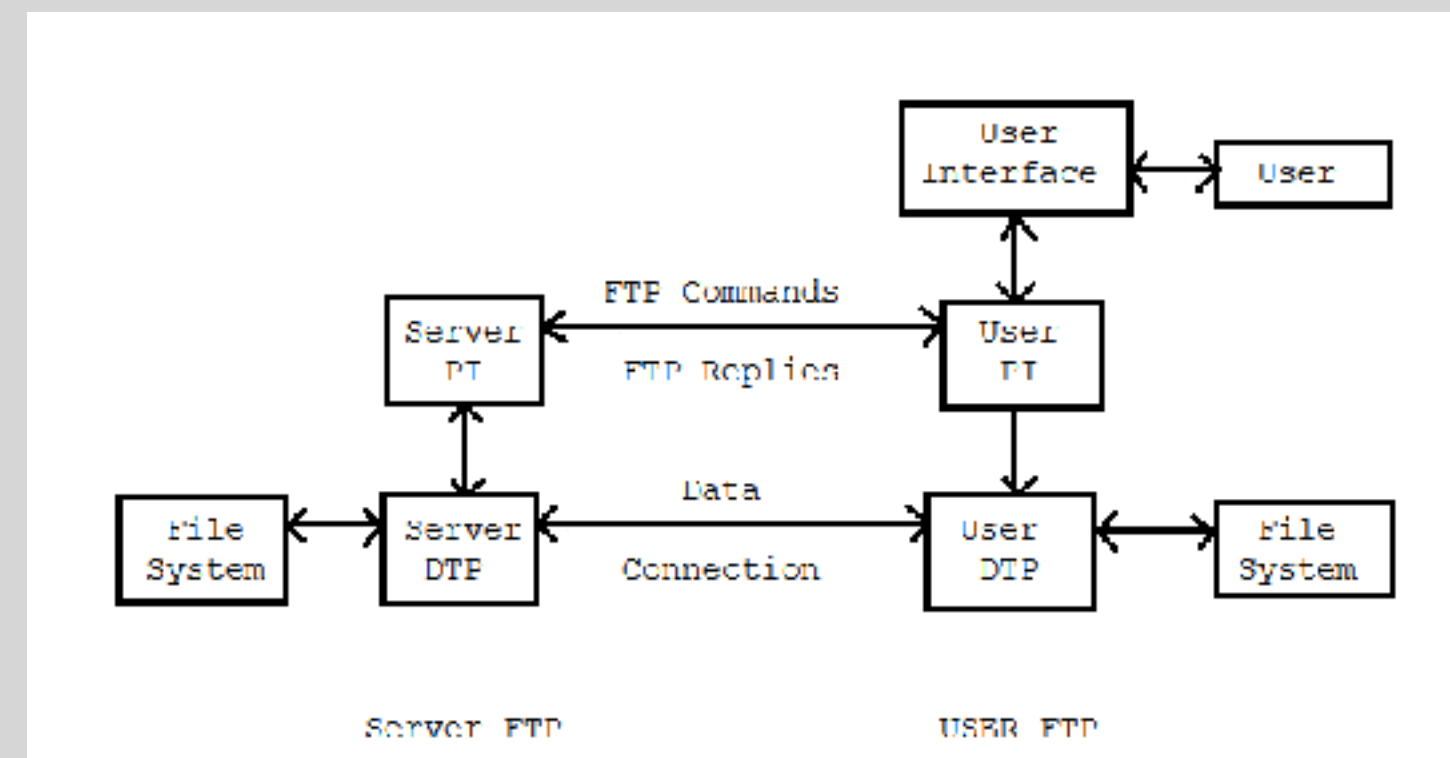 User
Interface
User
FTP Commands
Server
PI
FTP Replies
User
PI
File
System
Server
DTP
Data
Connection
User
DTP
File
System
Server FTP
USER FTP